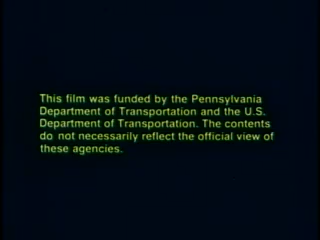 This film was funded by the Pennsylvania
Department of Transportation and the U.S.
Department of Transportation. The contents
do not necessarily reflect the official view of
these agencies.